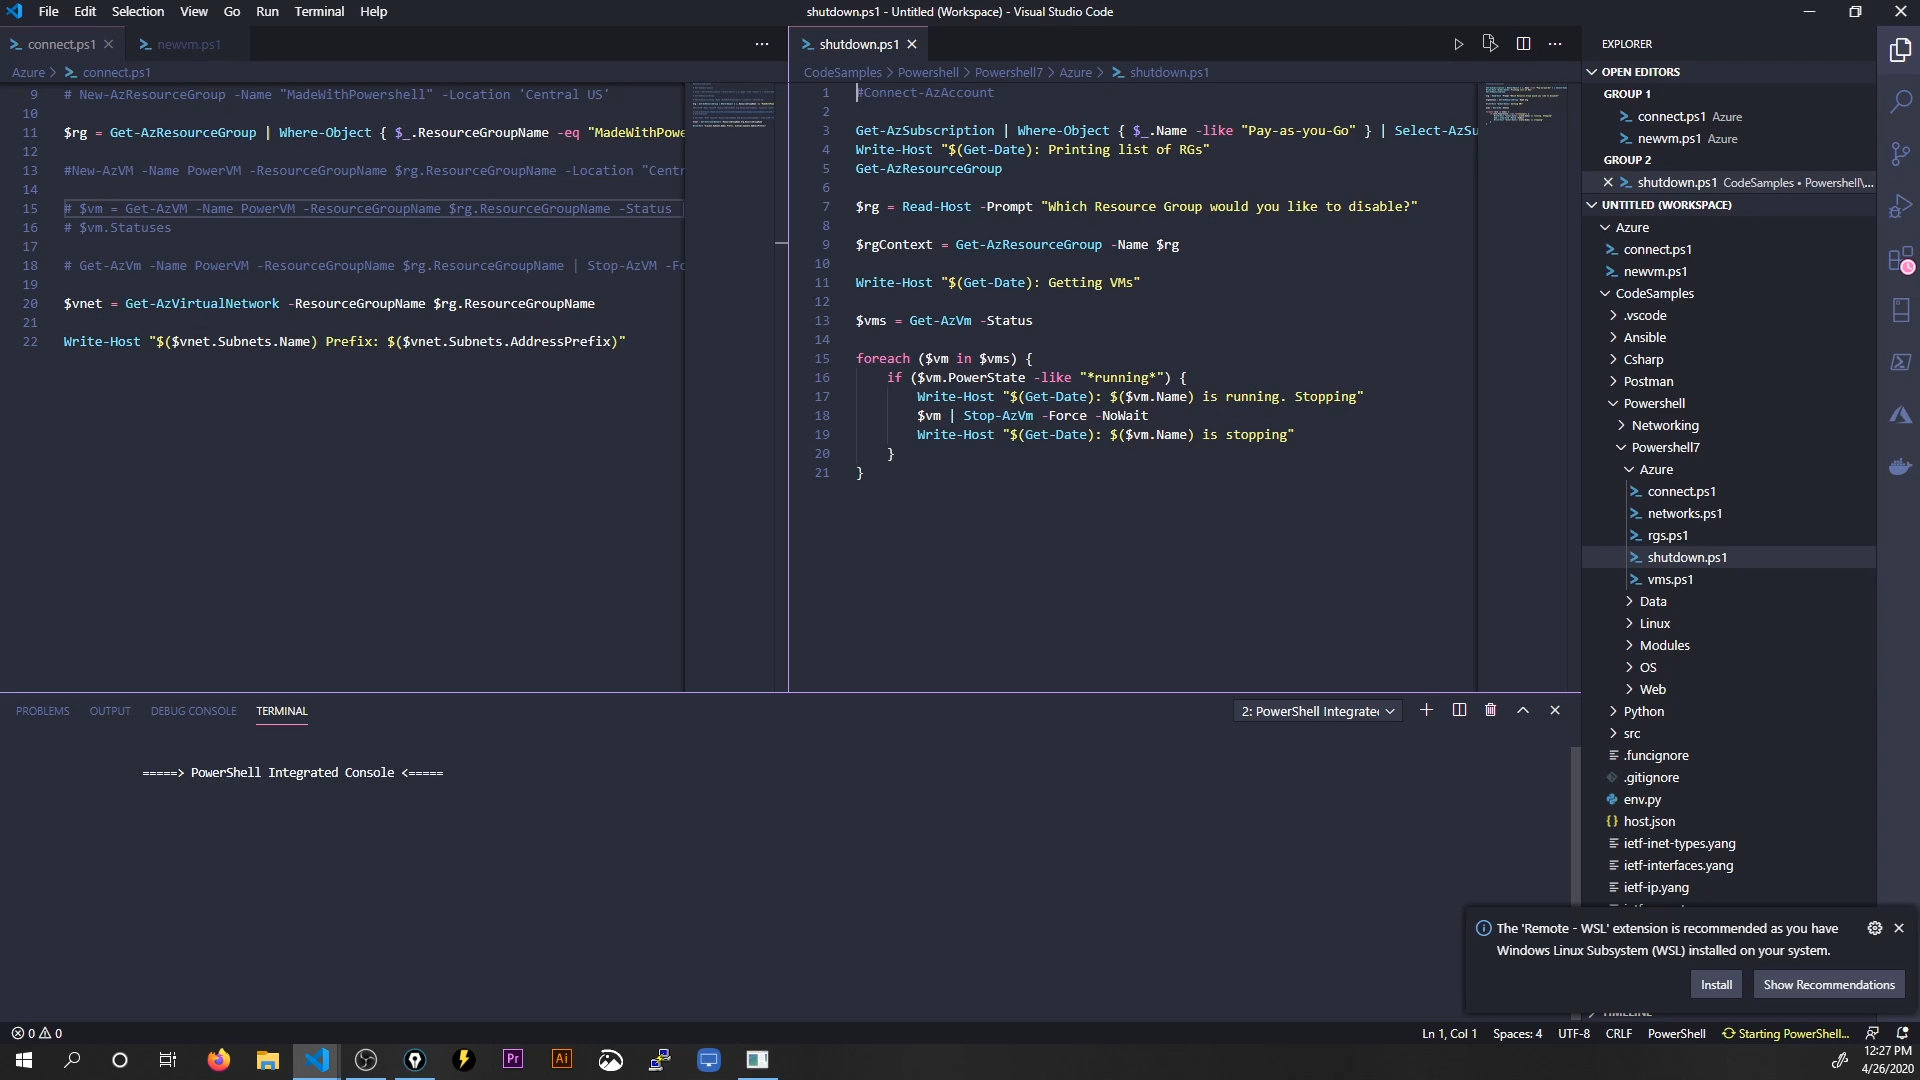 File Edit Selection View Go Run Terminal Help
shutdown.ps1 - Untitled (Workspace) - Visual Studio Code
connect.ps1
newvm.ps1
Azure > connect.ps1
9 # New-AzResourceGroup -Name "MadeWithPowershell" -Location 'Central US'
10
11 $rg = Get-AzResourceGroup | Where-Object { $_.ResourceGroupName -eq "MadeWithPowe
12
13 #New-AzVM -Name PowerVM -ResourceGroupName $rg.ResourceGroupName -Location "Centr
14
15 # $vm = Get-AzVM -Name PowerVM -ResourceGroupName $rg.ResourceGroupName -Status
16 # $vm.Statuses
17
18 # Get-AzVm -Name PowerVM -ResourceGroupName $rg.ResourceGroupName | Stop-AzVM -Fo
19
20 $vnet = Get-AzVirtualNetwork -ResourceGroupName $rg.ResourceGroupName
21
22 Write-Host "$($vnet.Subnets.Name) Prefix: $($vnet.Subnets.AddressPrefix)"
shutdown.ps1
CodeSamples > Powershell > Powershell7 > Azure > shutdown.ps1
1 #Connect-AzAccount
2
3 Get-AzSubscription | Where-Object { $_.Name -like "Pay-as-you-Go" } | Select-AzSu
4 Write-Host "$(Get-Date): Printing list of RGs"
5 Get-AzResourceGroup
6
7 $rg = Read-Host -Prompt "Which Resource Group would you like to disable?"
8
9 $rgContext = Get-AzResourceGroup -Name $rg
10
11 Write-Host "$(Get-Date): Getting VMs"
12
13 $vms = Get-AzVm -Status
14
15 foreach ($vm in $vms) {
16 if ($vm.PowerState -like "*running*") {
17 Write-Host "$(Get-Date): $($vm.Name) is running. Stopping"
18 $vm | Stop-AzVm -Force -NoWait
19 Write-Host "$(Get-Date): $($vm.Name) is stopping"
20 }
21 }
EXPLORER
OPEN EDITORS
GROUP 1
connect.ps1 Azure
newvm.ps1 Azure
GROUP 2
shutdown.ps1 CodeSamples • Powershell\...
UNTITLED (WORKSPACE)
Azure
connect.ps1
newvm.ps1
CodeSamples
.vscode
Ansible
Csharp
Postman
Powershell
Networking
Powershell7
Azure
connect.ps1
networks.ps1
rgs.ps1
shutdown.ps1
vms.ps1
Data
Linux
Modules
OS
Web
Python
src
.funcignore
.gitignore
env.py
host.json
ietf-inet-types.yang
ietf-interfaces.yang
ietf-ip.yang
PROBLEMS OUTPUT DEBUG CONSOLE TERMINAL
2: PowerShell Integrate
=====> PowerShell Integrated Console <=====
The 'Remote - WSL' extension is recommended as you have
Windows Linux Subsystem (WSL) installed on your system.
Install Show Recommendations
0 0
Ln 1, Col 1 Spaces: 4 UTF-8 CRLF PowerShell Starting PowerShell...
Pr
Ai
12:27 PM
4/26/2020